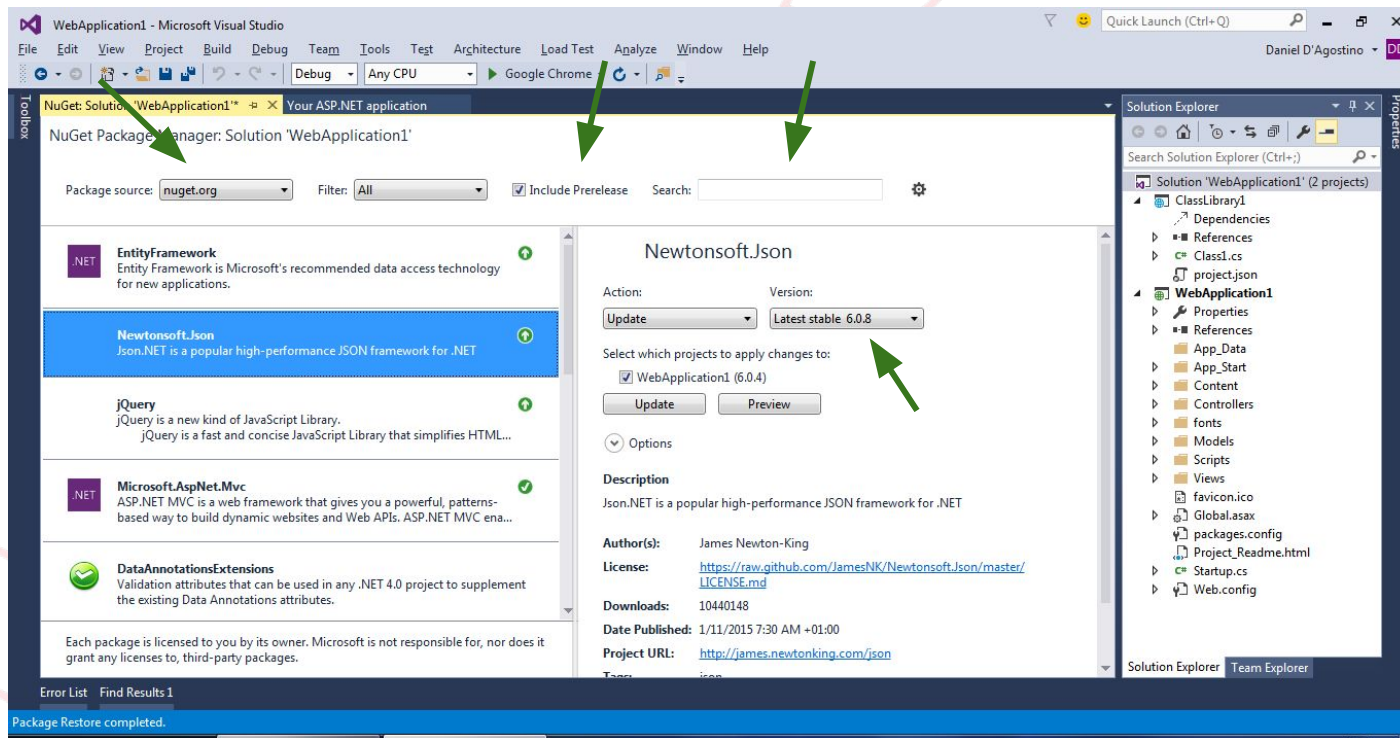 WebApplication1 - Microsoft Visual Studio
Quick Launch (Ctrl+Q)
File Edit View Project Build Debug Team Tools Test Architecture Load Test Analyze Window Help
Daniel D'Agostino
Debug Any CPU Google Chrome
Toolbox
NuGet: Solution 'WebApplication1'* Your ASP.NET application
NuGet Package Manager: Solution 'WebApplication1'
Package source: nuget.org Filter: All Include Prerelease Search:
.NET
EntityFramework
Entity Framework is Microsoft's recommended data access technology
for new applications.
Newtonsoft.Json
Json.NET is a popular high-performance JSON framework for .NET
jQuery
jQuery is a new kind of JavaScript Library.
jQuery is a fast and concise JavaScript Library that simplifies HTML...
.NET
Microsoft.AspNet.Mvc
ASP.NET MVC is a web framework that gives you a powerful, patterns-
based way to build dynamic websites and Web APIs. ASP.NET MVC ena...
DataAnnotationsExtensions
Validation attributes that can be used in any .NET 4.0 project to supplement
the existing Data Annotations attributes.
Each package is licensed to you by its owner. Microsoft is not responsible for, nor does it
grant any licenses to, third-party packages.
Newtonsoft.Json
Action: Version:
Update Latest stable 6.0.8
Select which projects to apply changes to:
WebApplication1 (6.0.4)
Update Preview
Options
Description
Json.NET is a popular high-performance JSON framework for .NET
Author(s): James Newton-King
License: https://raw.github.com/JamesNK/Newtonsoft.Json/master/
LICENSE.md
Downloads: 10440148
Date Published: 1/11/2015 7:30 AM +01:00
Project URL: http://james.newtonking.com/json
Tags: json
Solution Explorer
Search Solution Explorer (Ctrl+;)
Solution 'WebApplication1' (2 projects)
ClassLibrary1
Dependencies
References
C# Class1.cs
project.json
WebApplication1
Properties
References
App_Data
App_Start
Content
Controllers
fonts
Models
Scripts
Views
favicon.ico
Global.asax
packages.config
Project_Readme.html
C# Startup.cs
Web.config
Solution Explorer Team Explorer
Properties
Error List Find Results 1
Package Restore completed.